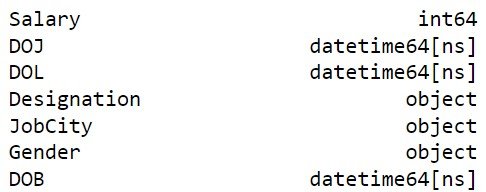 Salary int64
DOJ datetime64[ns]
DOL datetime64[ns]
Designation object
JobCity object
Gender object
DOB datetime64[ns]